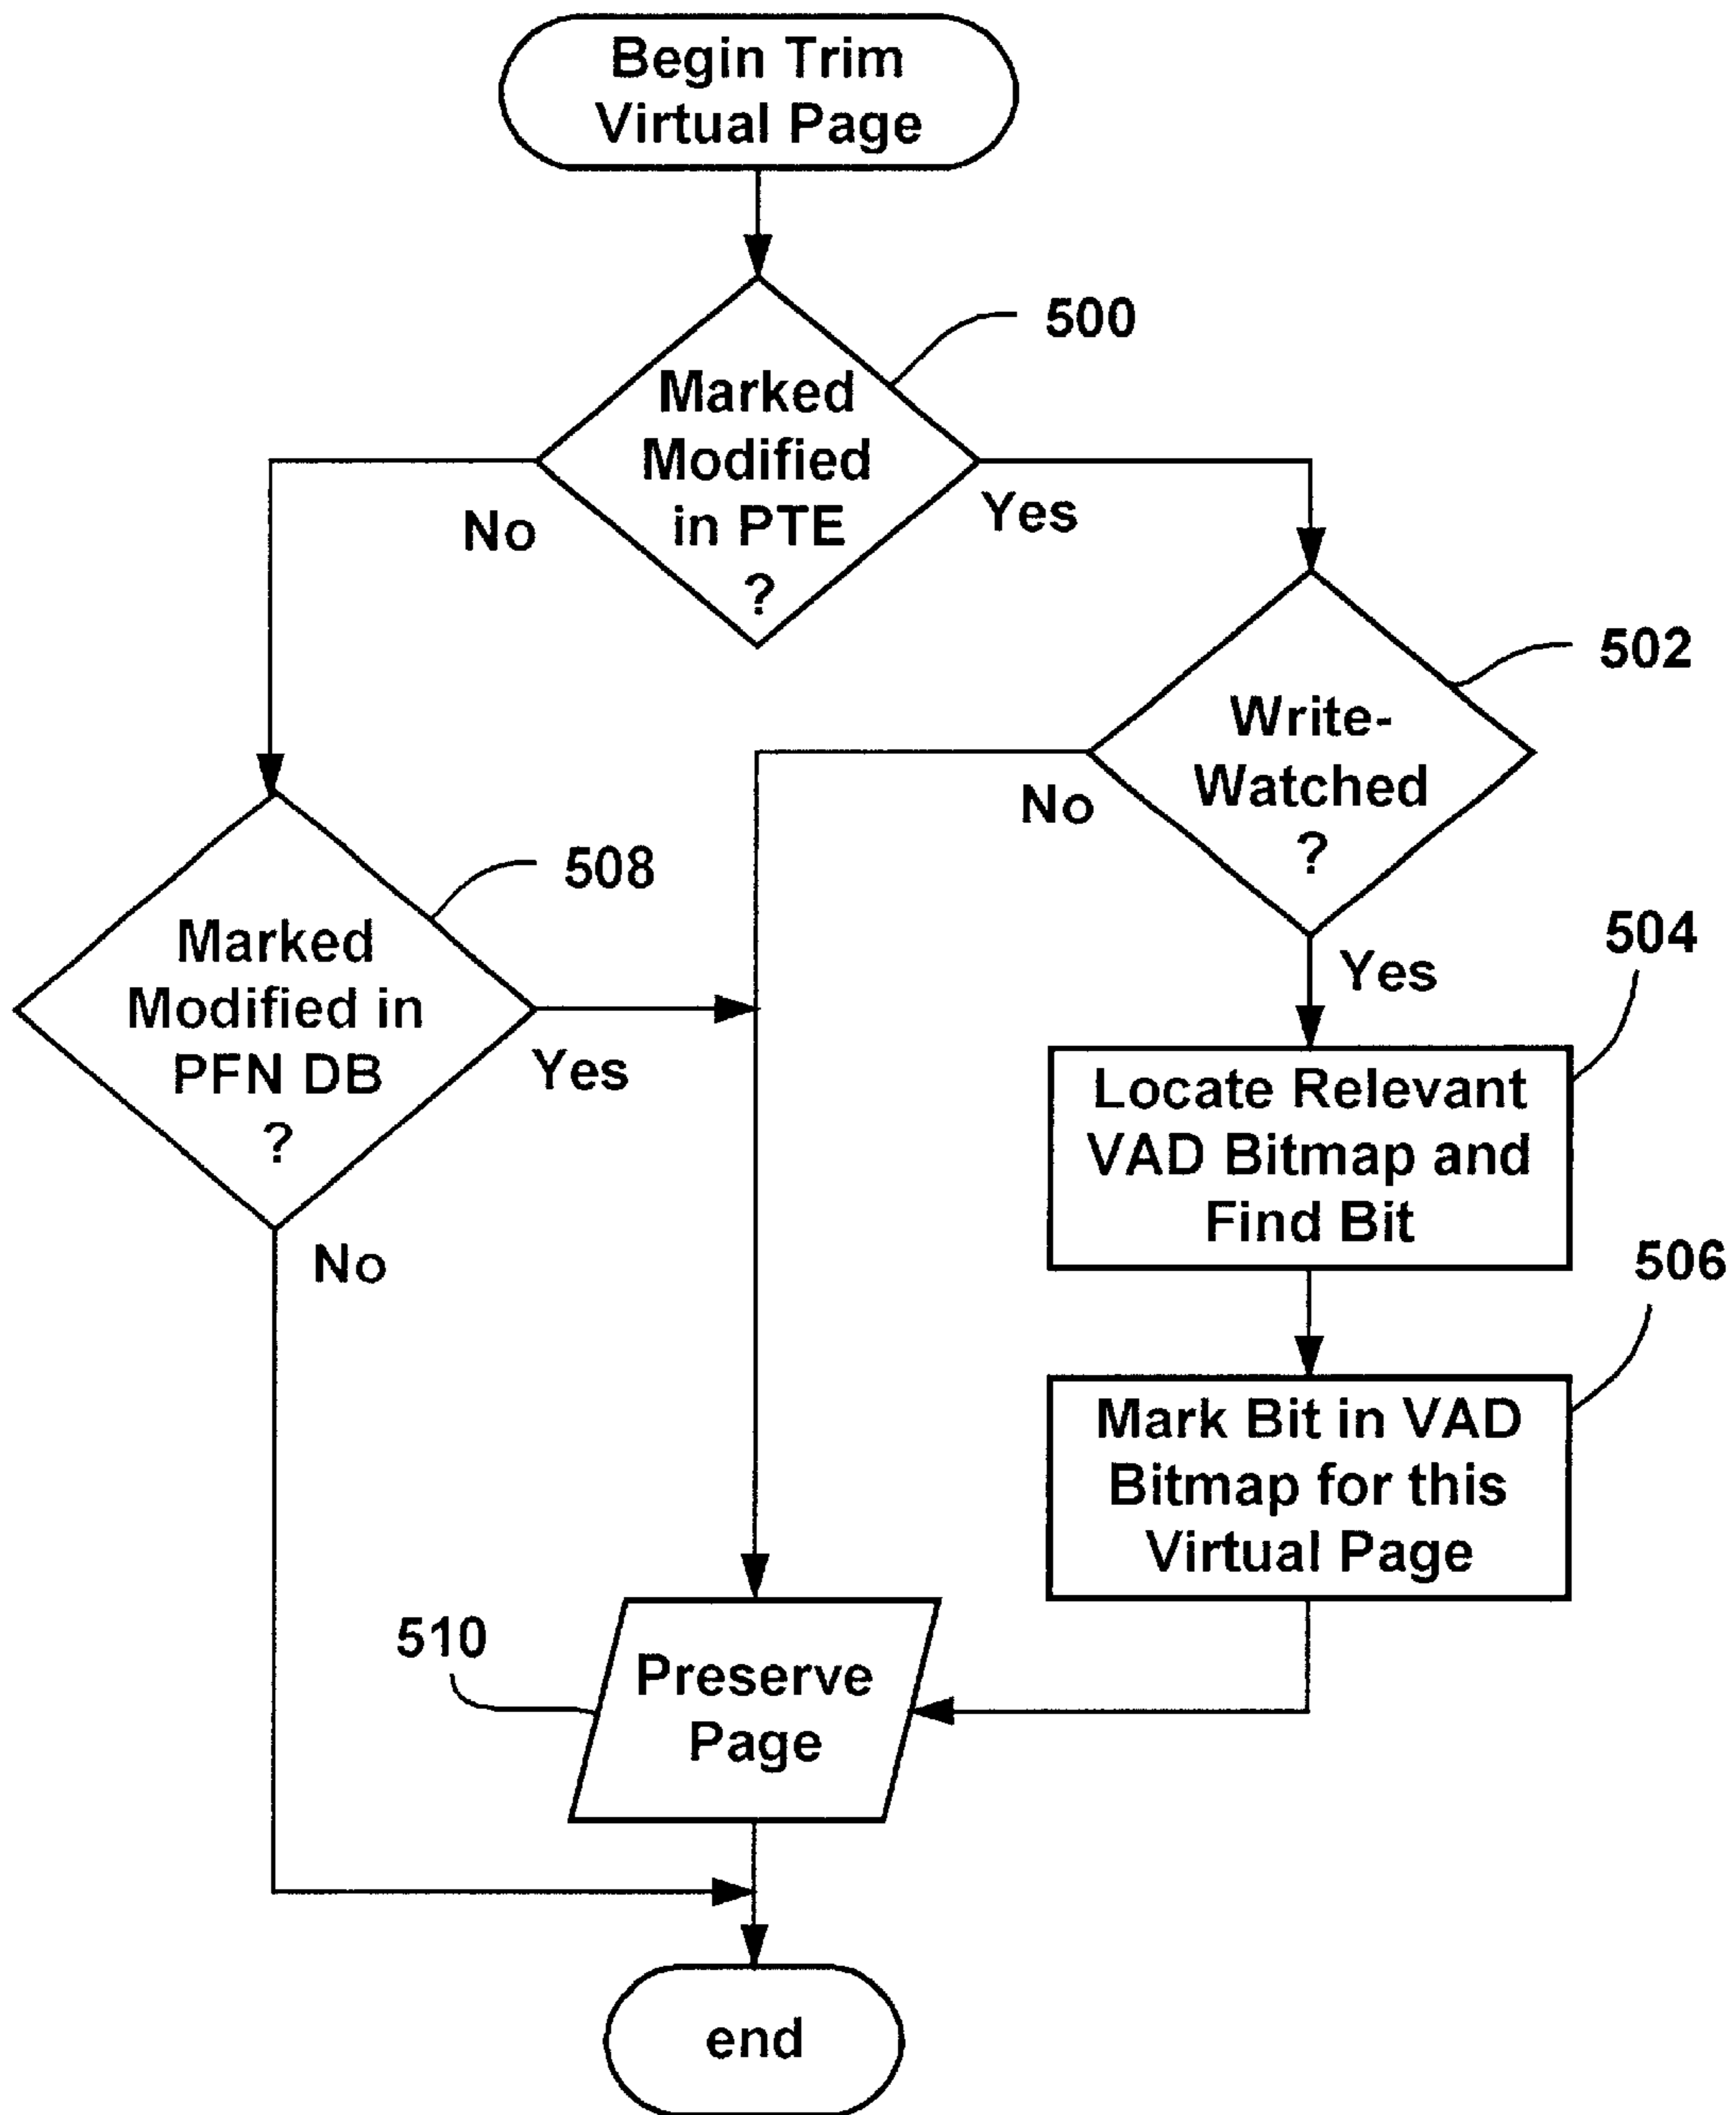 Begin Trim
Virtual Page
500
Marked
Modified
in PTE
?
No
Yes
502
Write-
Watched
?
No
Yes
508
Marked
Modified in
PFN DB
?
Yes
No
504
Locate Relevant
VAD Bitmap and
Find Bit
506
Mark Bit in VAD
Bitmap for this
Virtual Page
510
Preserve
Page
end